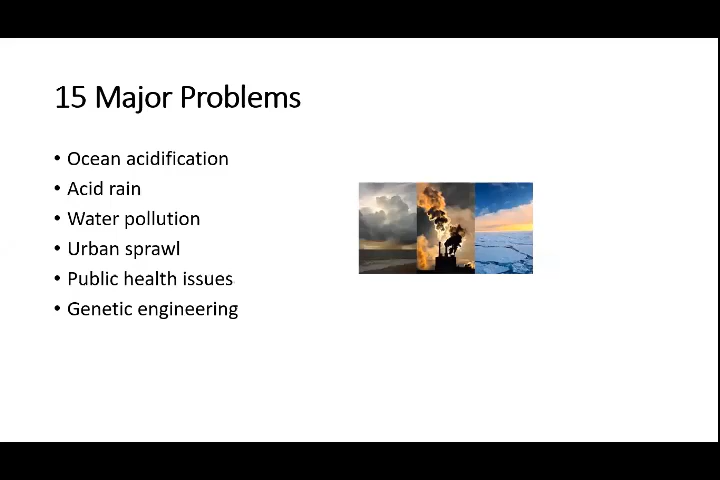 15 Major Problems
• Ocean acidification
• Acid rain
• Water pollution
• Urban sprawl
• Public health issues
• Genetic engineering